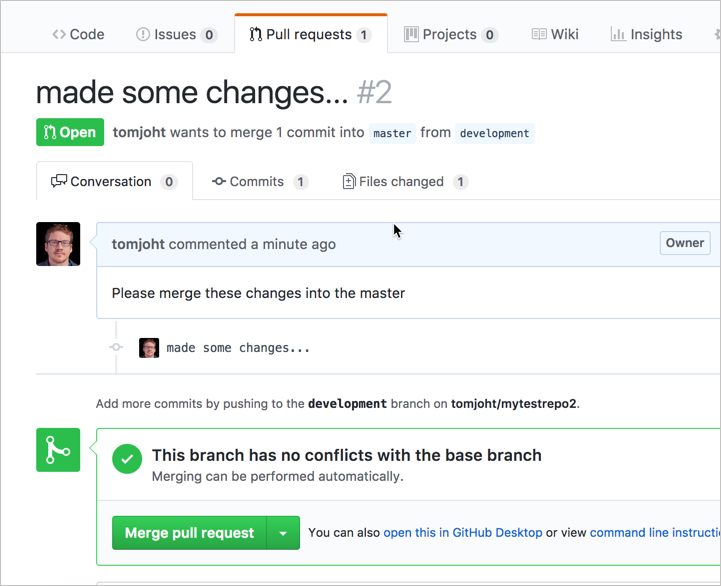 Code Issues 0 Pull requests 1 Projects 0 Wiki Insights
made some changes... #2
Open tomjoht wants to merge 1 commit into master from development
Conversation 0 Commits 1 Files changed 1
tomjoht commented a minute ago Owner
Please merge these changes into the master
made some changes...
Add more commits by pushing to the development branch on tomjoht/mytestrepo2.
This branch has no conflicts with the base branch
Merging can be performed automatically.
Merge pull request You can also open this in GitHub Desktop or view command line instructi